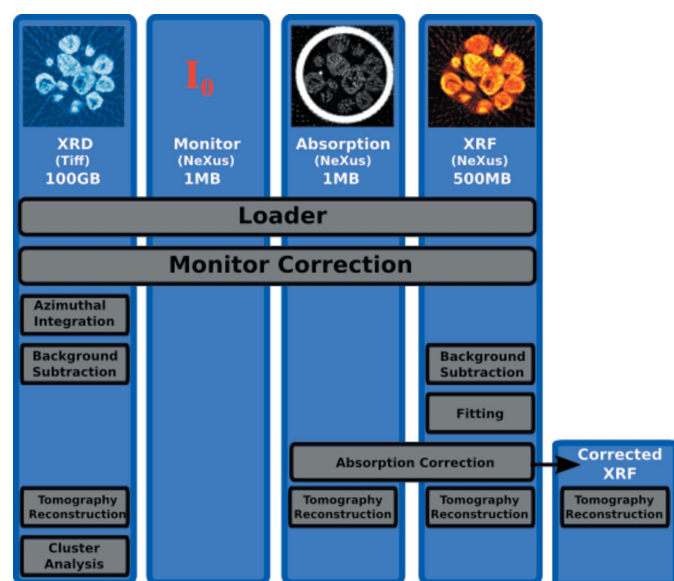 XRD
(Tiff)
100GB
I0
Monitor
(NeXus)
1MB
Absorption
(NeXus)
1MB
XRF
(NeXus)
500MB
Loader
Monitor Correction
Azimuthal
Integration
Background
Subtraction
Background
Subtraction
Fitting
Absorption Correction
Corrected
XRF
Tomography
Reconstruction
Tomography
Reconstruction
Tomography
Reconstruction
Tomography
Reconstruction
Cluster
Analysis